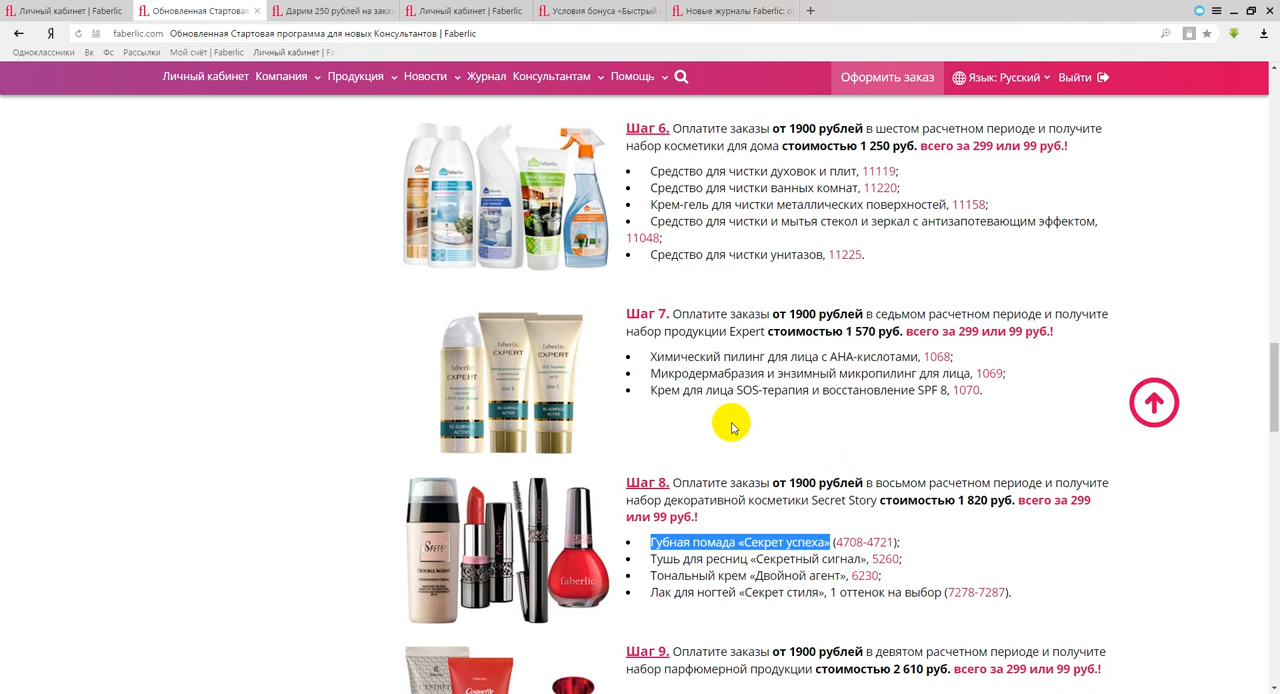 Личный кабинет | Faberlic
Обновленная Стартовая
Дарим 250 рублей на зака
Личный кабинет | Faberlic
Условия бонуса «Быстрый
Новые журналы Faberlic: о
faberlic.com Обновленная Стартовая программа для новых Консультантов | Faberlic
Одноклассники Вк Фс Рассылки Мой счёт | Faberlic Личный кабинет | Fa
Личный кабинет Компания Продукция Новости Журнал Консультантам Помощь Оформить заказ Язык: Русский Выйти
Шаг 6. Оплатите заказы от 1900 рублей в шестом расчетном периоде и получите
набор косметики для дома стоимостью 1 250 руб. всего за 299 или 99 руб.!
• Средство для чистки духовок и плит, 11119;
• Средство для чистки ванных комнат, 11220;
• Крем-гель для чистки металлических поверхностей, 11158;
• Средство для чистки и мытья стекол и зеркал с антизапотевающим эффектом,
11048;
• Средство для чистки унитазов, 11225.
Шаг 7. Оплатите заказы от 1900 рублей в седьмом расчетном периоде и получите
набор продукции Expert стоимостью 1 570 руб. всего за 299 или 99 руб.!
• Химический пилинг для лица с АНА-кислотами, 1068;
• Микродермабразия и энзимный микропилинг для лица, 1069;
• Крем для лица SOS-терапия и восстановление SPF 8, 1070.
faberlic
EXPERT
faberlic
EXPERT
faberlic
EXPERT
Шаг 8. Оплатите заказы от 1900 рублей в восьмом расчетном периоде и получите
набор декоративной косметики Secret Story стоимостью 1 820 руб. всего за 299
или 99 руб.!
• Губная помада «Секрет успеха» (4708-4721);
• Тушь для ресниц «Секретный сигнал», 5260;
• Тональный крем «Двойной агент», 6230;
• Лак для ногтей «Секрет стиля», 1 оттенок на выбор (7278-7287).
Secret
DOUBLE AGENT
faberlic
Шаг 9. Оплатите заказы от 1900 рублей в девятом расчетном периоде и получите
набор парфюмерной продукции стоимостью 2 610 руб. всего за 299 или 99 руб.!
Coquette